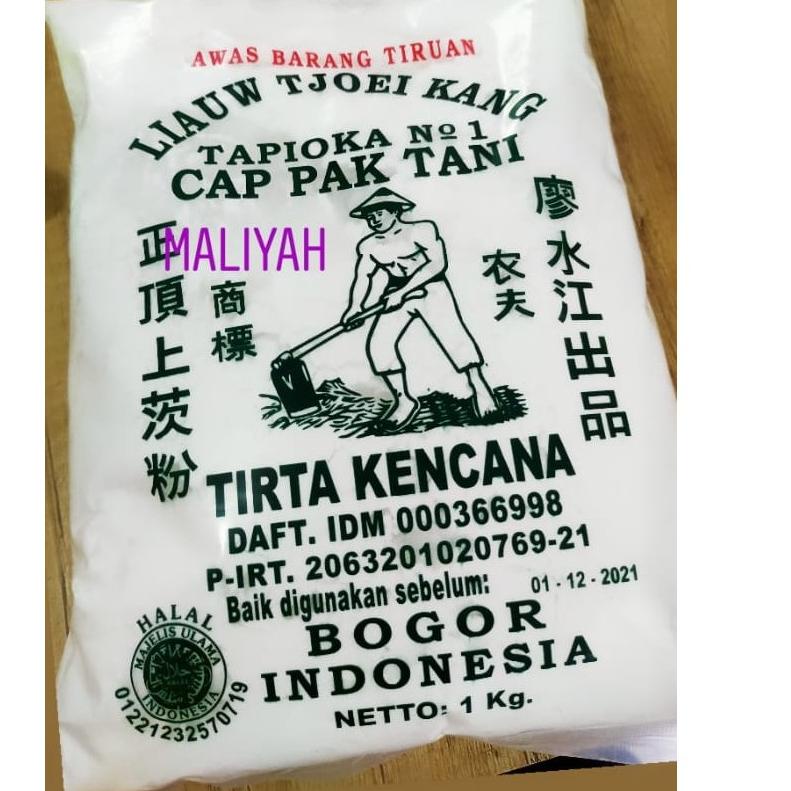 AWAS BARANG TIRUAN
LIAUW TJOEI KANG
TAPIOKA No 1
CAP PAK TANI
正頂上茨粉
MALIYAH
商標
农夫
廖水江出品
TIRTA KENCANA
DAFT. IDM 000366998
P-IRT. 2063201020769-21
Baik digunakan sebelum: 01-12-2021
BOGOR
INDONESIA
NETTO: 1 Kg.
HALAL
MAJELIS ULAMA
INDONESIA
01221232570719